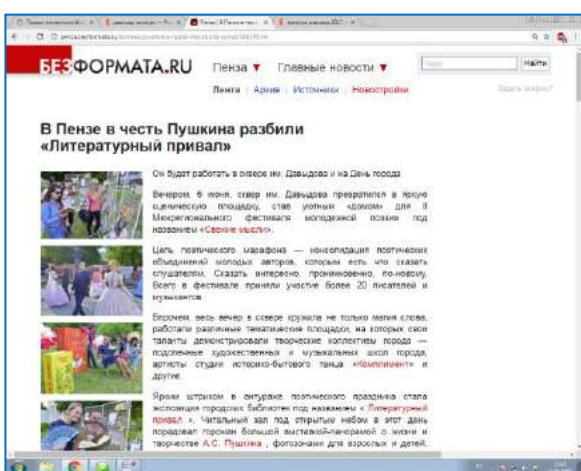 БЕЗФОРМАТА.RU
Пенза ▼ Главные новости ▼
Найти
Лента | Архив | Источники | Новостройки
В Пензе в честь Пушкина разбили
«Литературный привал»
Он будет работать в сквере им. Давыдова и на День города
Вечером, 6 июня, сквер им. Давыдова превратился в яркую
сценическую площадку, став уютным «домом» для II
Межрегионального фестиваля молодежной поэзии под
названием «Свежие мысли».
Цель поэтического марафона — консолидация поэтических
объединений молодых авторов, которым есть что сказать
слушателям. Сказать интересно, проникновенно, по-новому.
Всего в фестивале приняли участие более 20 писателей и
музыкантов.
Впрочем, весь вечер в сквере кружила не только магия слова,
работали различные тематические площадки, на которых свои
таланты демонстрировали творческие коллективы города —
подопечные художественных и музыкальных школ города,
артисты студии историко-бытового танца «Комплимент» и
другие.
Ярким штрихом в антураже поэтического праздника стала
экспозиция городских библиотек под названием « Литературный
привал ». Читальный зал под открытым небом в этот день
порадовал горожан большой выставкой-панорамой о жизни и
творчестве А.С. Пушкина , фотозонами для взрослых и детей,